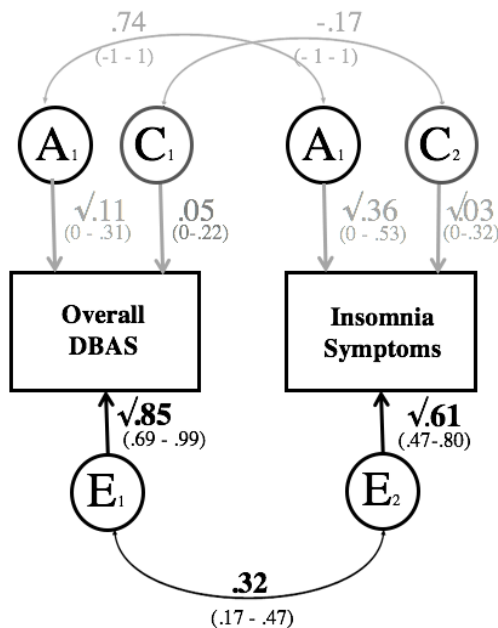 .74 -.17
(-1 - 1) (-1 - 1)
A1 C1 A1 C2
√.11 .05 √.36 √03
(0 - .31) (0-.22) (0 - .53) (0-.32)
Overall Insomnia
DBAS Symptoms
√.85 √.61
(.69 - .99) (.47-.80)
E1 E2
.32
(.17 - .47)